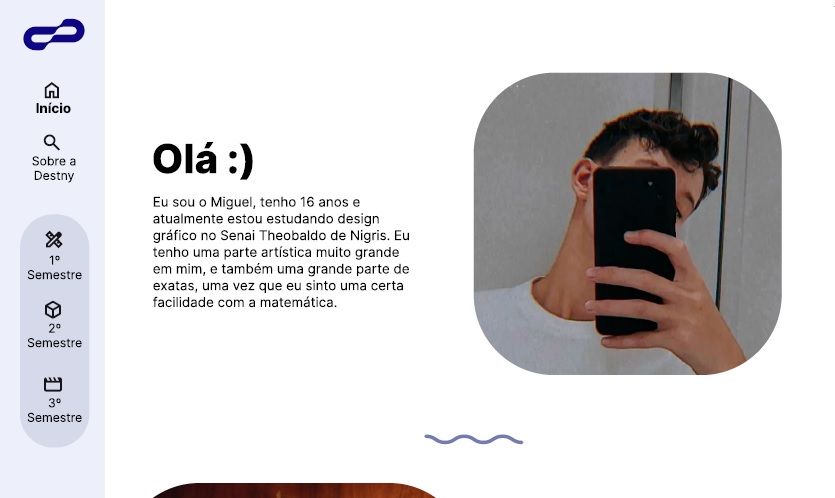 Início
Sobre a
Destny
1º
Semestre
2º
Semestre
3º
Semestre
Olá :)
Eu sou o Miguel, tenho 16 anos e
atualmente estou estudando design
gráfico no Senai Theobaldo de Nigris. Eu
tenho uma parte artística muito grande
em mim, e também uma grande parte de
exatas, uma vez que eu sinto uma certa
facilidade com a matemática.